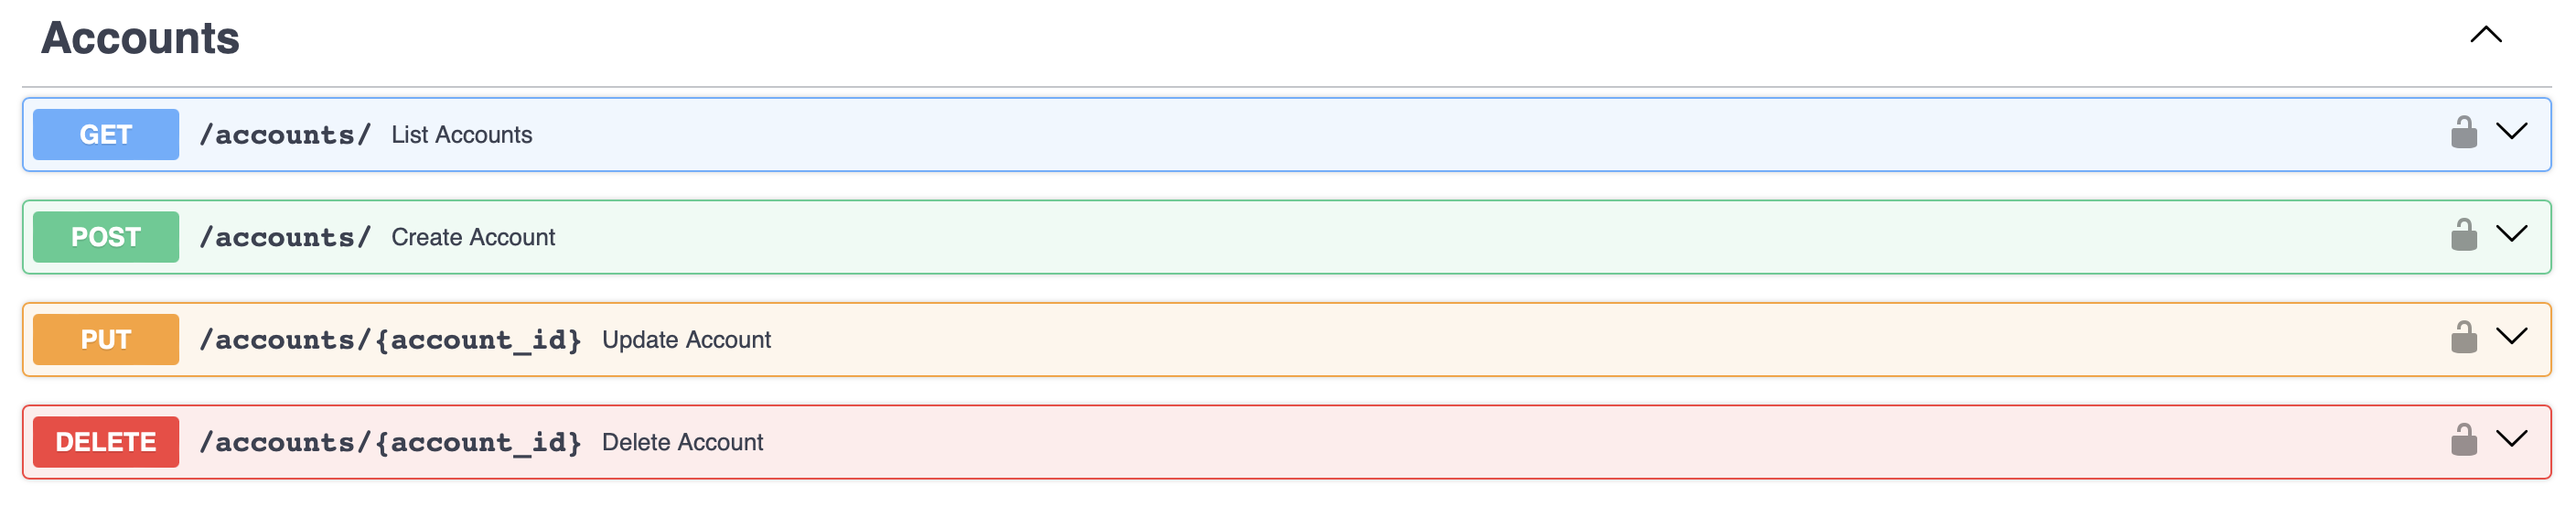 Accounts
GET /accounts/ List Accounts
POST /accounts/ Create Account
PUT /accounts/{account_id} Update Account
DELETE /accounts/{account_id} Delete Account